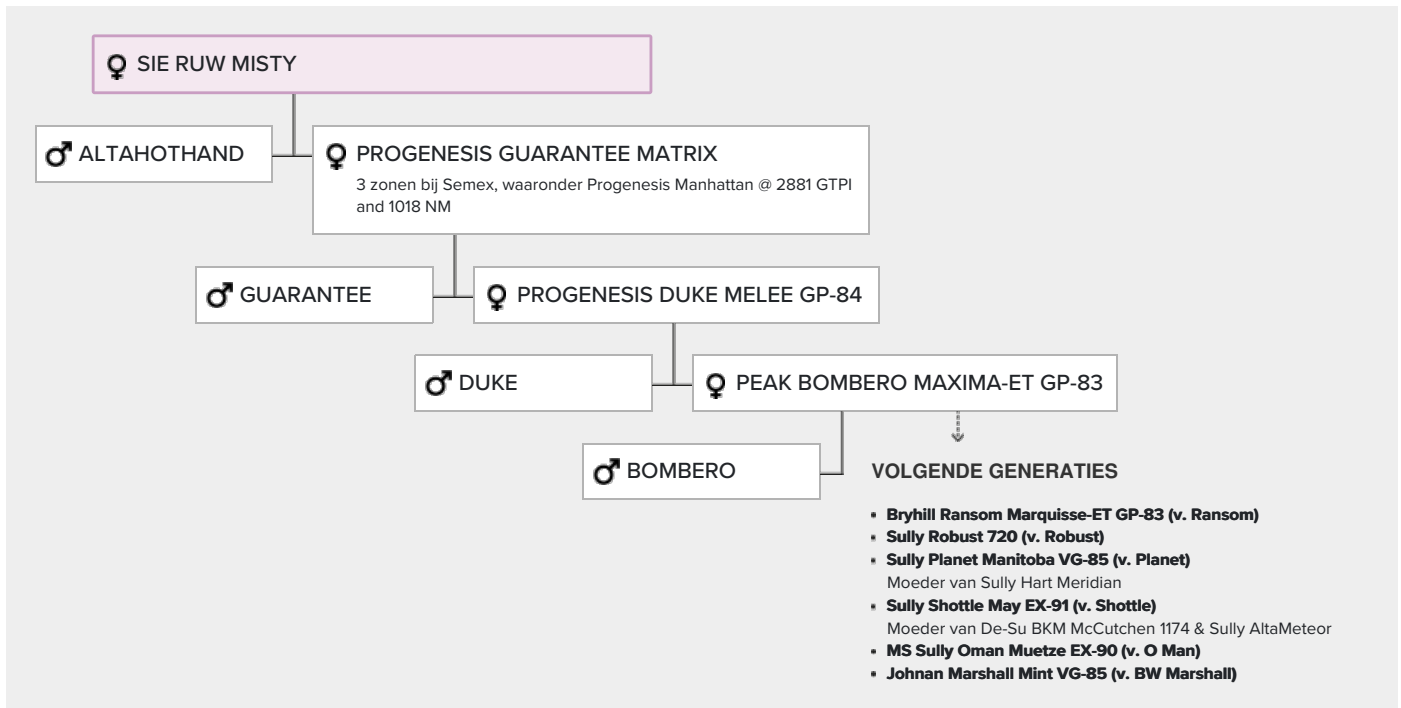 SIE RUW MISTY
ALTAHOTHAND
PROGENESIS GUARANTEE MATRIX
3 zonen bij Semex, waaronder Progenesis Manhattan @ 2881 GTPI
and 1018 NM
GUARANTEE
PROGENESIS DUKE MELEE GP-84
DUKE
PEAK BOMBERO MAXIMA-ET GP-83
BOMBERO
VOLGENDE GENERATIES
Bryhill Ransom Marquisse-ET GP-83 (v. Ransom)
Sully Robust 720 (v. Robust)
Sully Planet Manitoba VG-85 (v. Planet)
Moeder van Sully Hart Meridian
Sully Shottle May EX-91 (v. Shottle)
Moeder van De-Su BKM McCutchen 1174 & Sully AltaMeteor
MS Sully Oman Muetze EX-90 (v. O Man)
Johnan Marshall Mint VG-85 (v. BW Marshall)